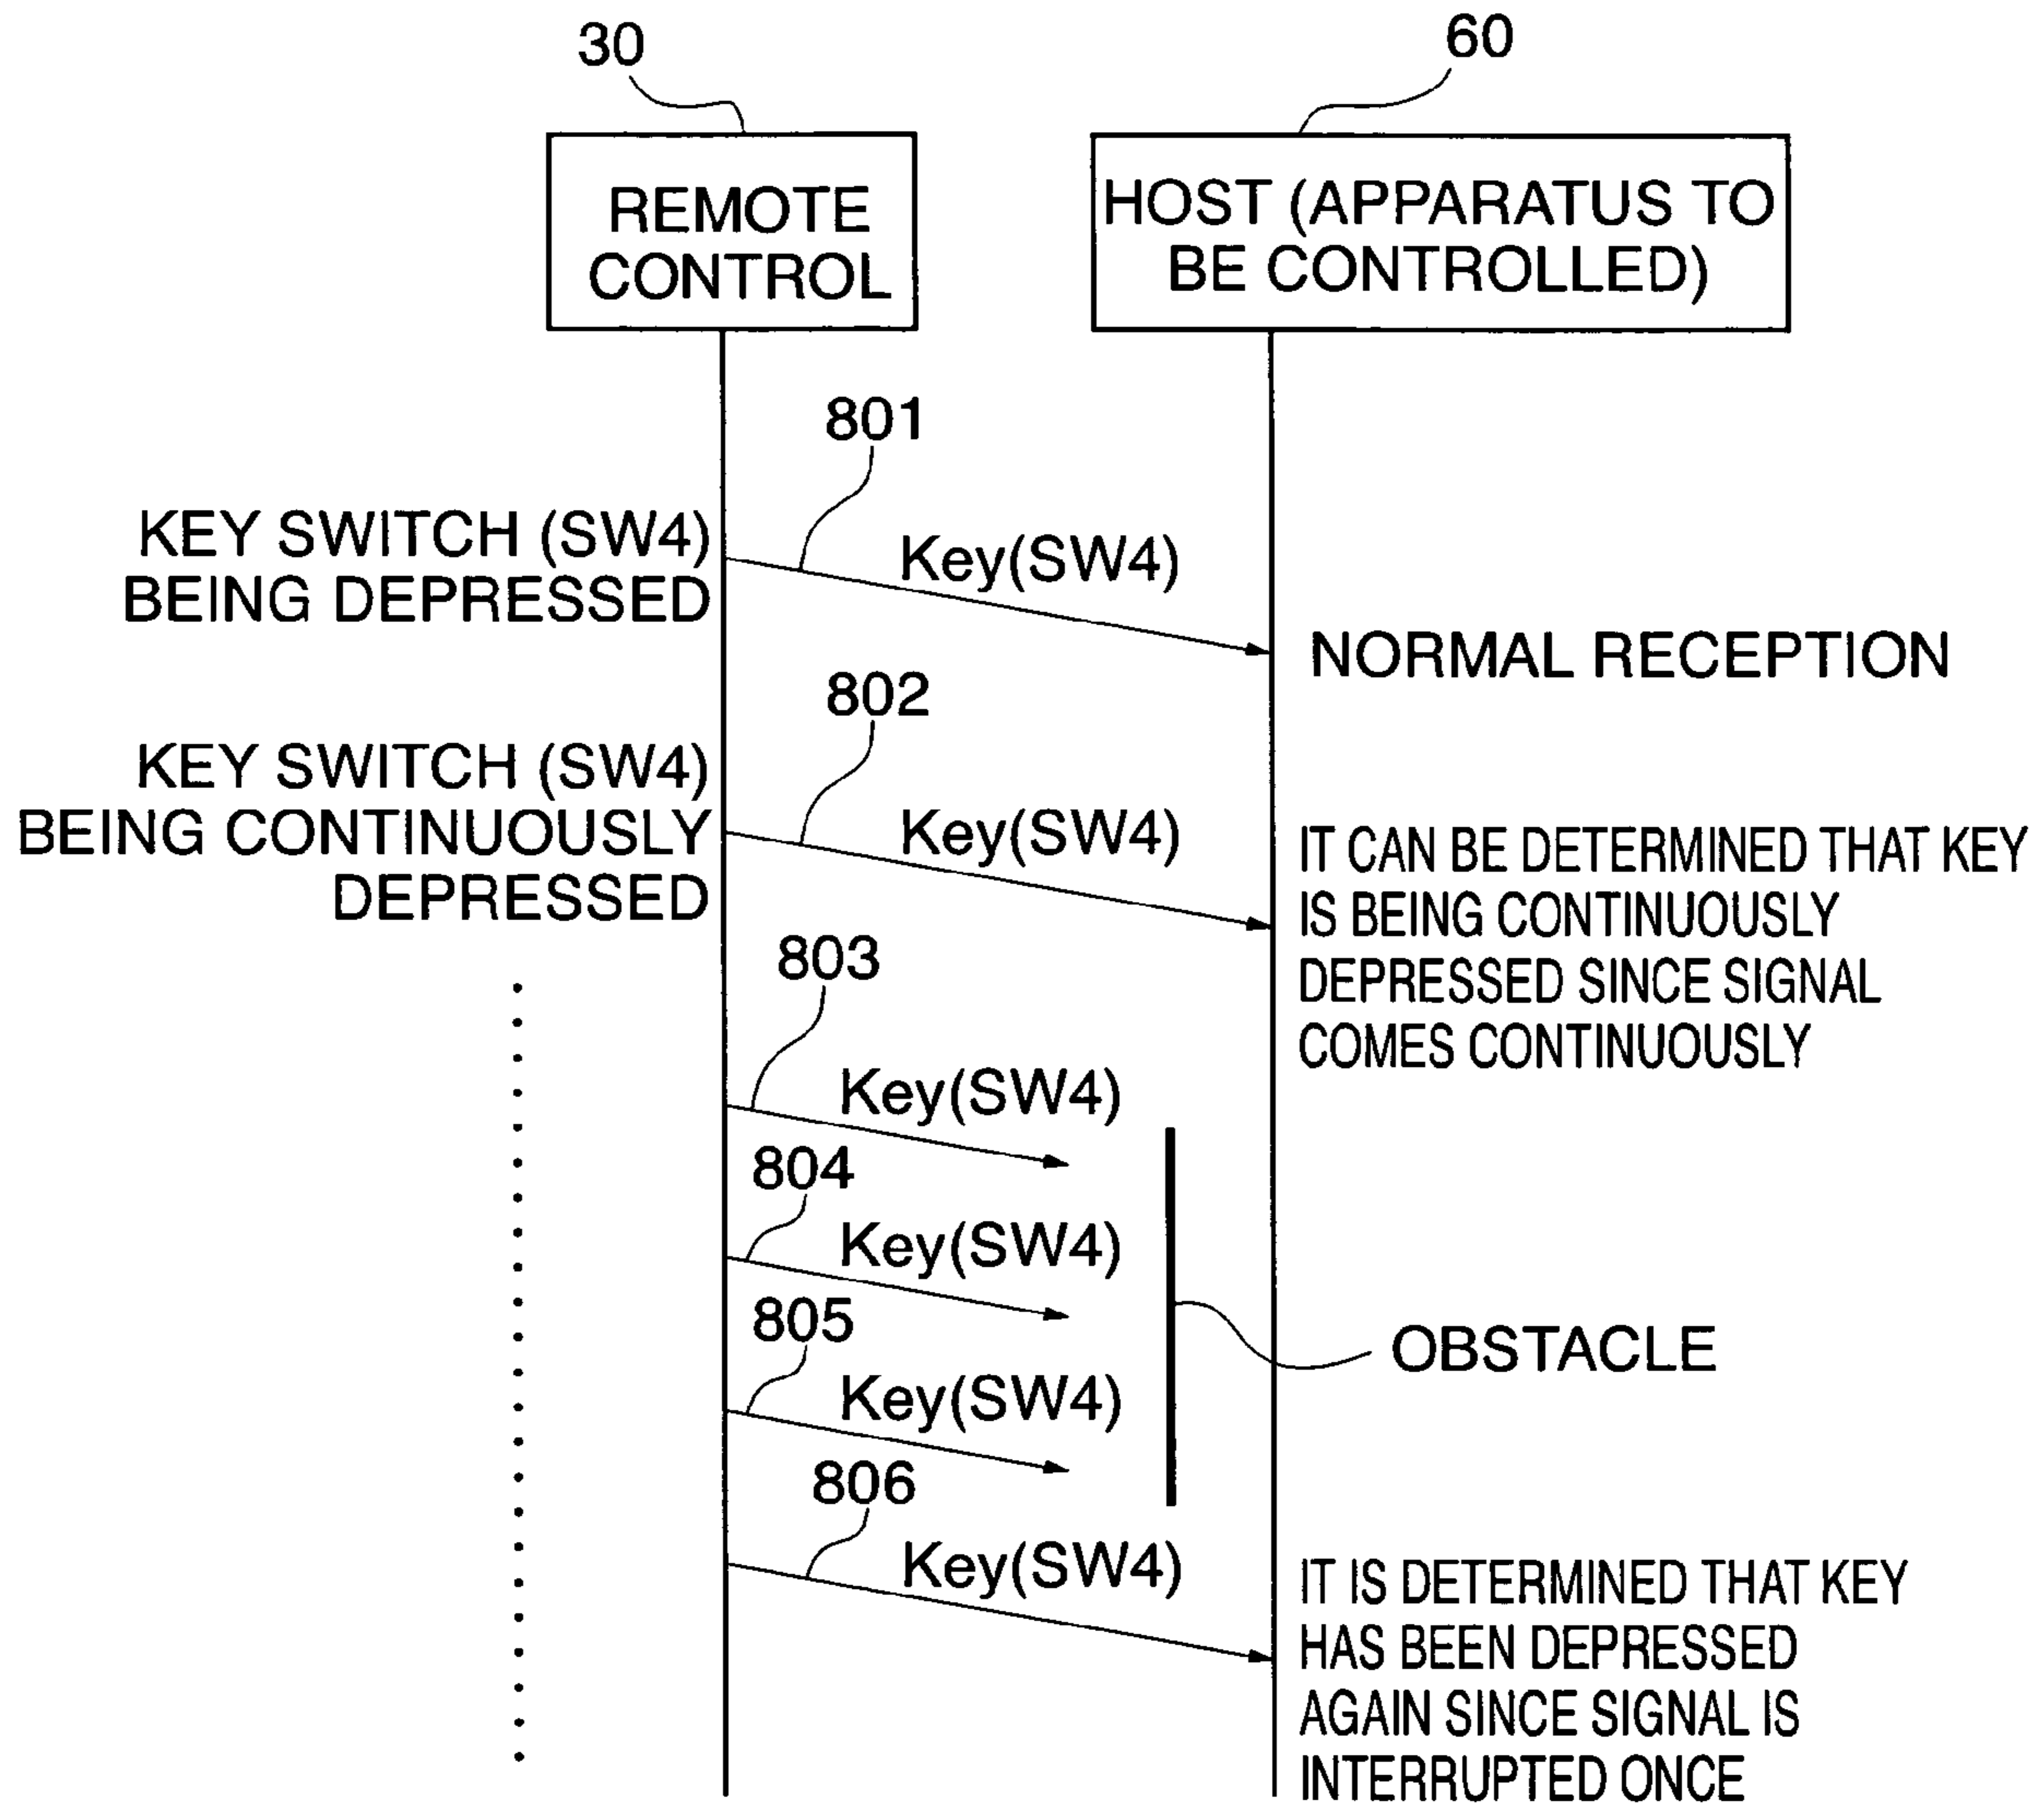 30
60
REMOTE
CONTROL
HOST (APPARATUS TO
BE CONTROLLED)
801
KEY SWITCH (SW4)
BEING DEPRESSED
Key(SW4)
NORMAL RECEPTION
802
KEY SWITCH (SW4)
BEING CONTINUOUSLY
DEPRESSED
Key(SW4)
IT CAN BE DETERMINED THAT KEY
IS BEING CONTINUOUSLY
DEPRESSED SINCE SIGNAL
COMES CONTINUOUSLY
803
Key(SW4)
804
Key(SW4)
805
OBSTACLE
Key(SW4)
806
Key(SW4)
IT IS DETERMINED THAT KEY
HAS BEEN DEPRESSED
AGAIN SINCE SIGNAL IS
INTERRUPTED ONCE